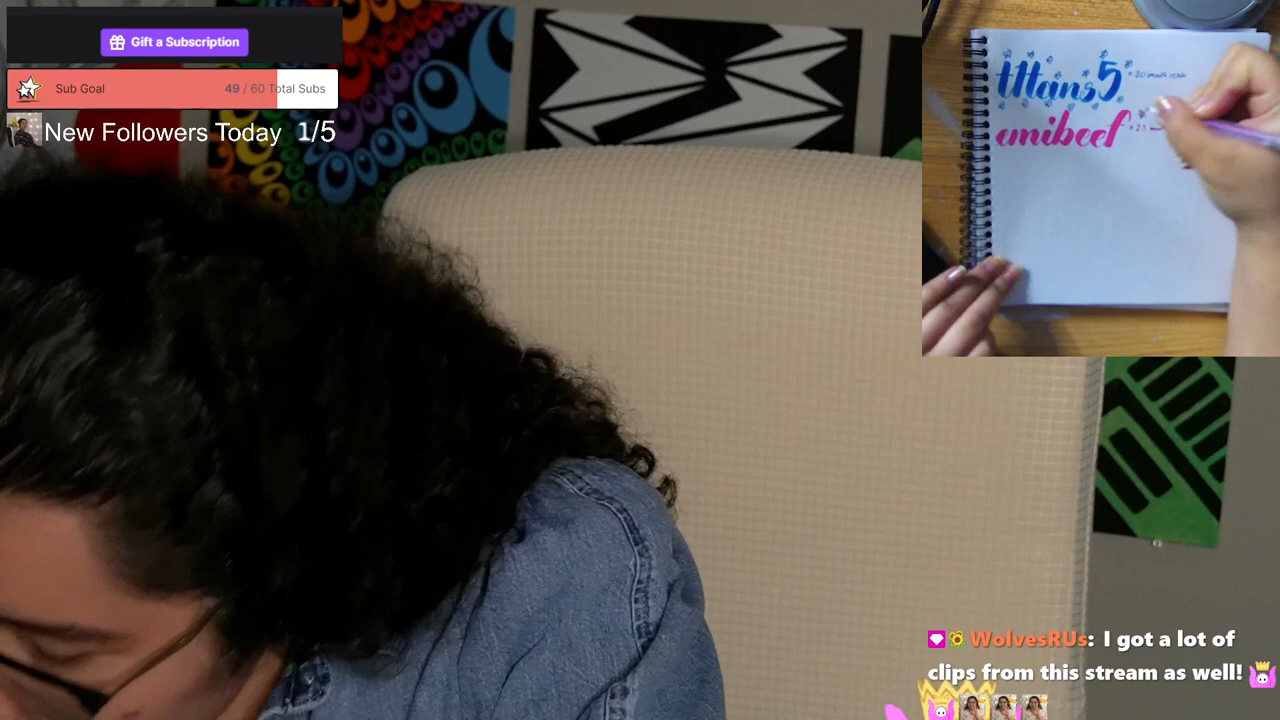 Gift a Subscription
Sub Goal 49 / 60 Total Subs
New Followers Today 1/5
tttans5
emibeef
WolvesRUs: I got a lot of
clips from this stream as well!